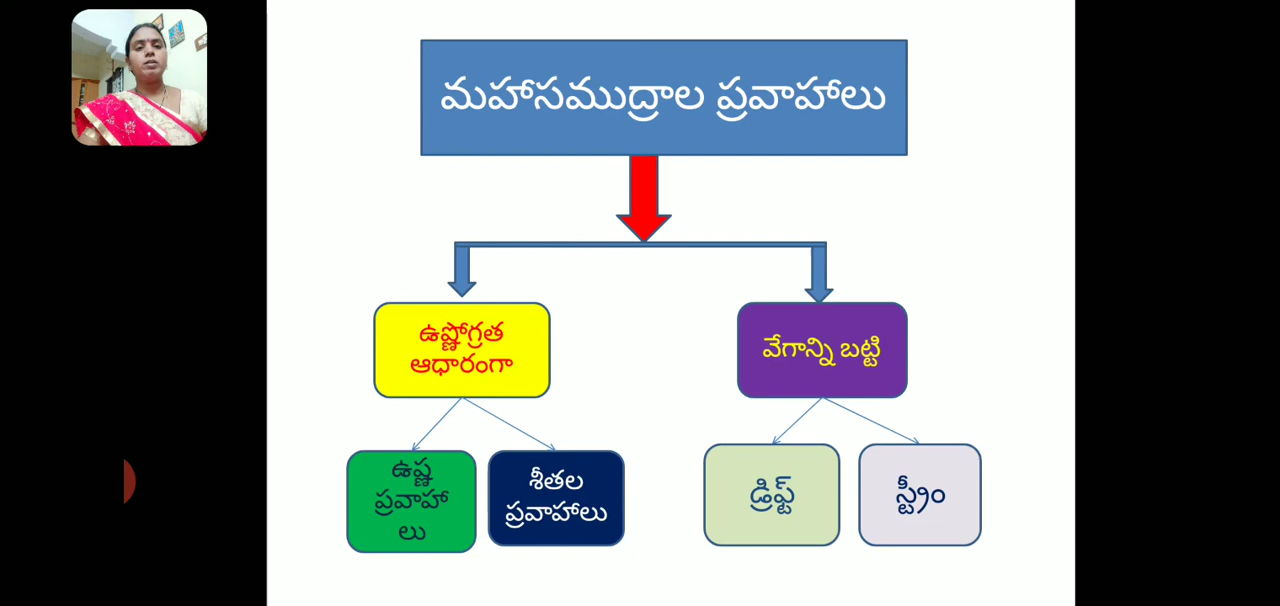 మహాసముద్రాల ప్రవాహాలు
ఉష్ణోగ్రత
ఆధారంగా
వేగాన్ని బట్టి
ఉష్ణ
ప్రవాహా
లు
శీతల
ప్రవాహాలు
డ్రిఫ్ట్
స్ట్రీం